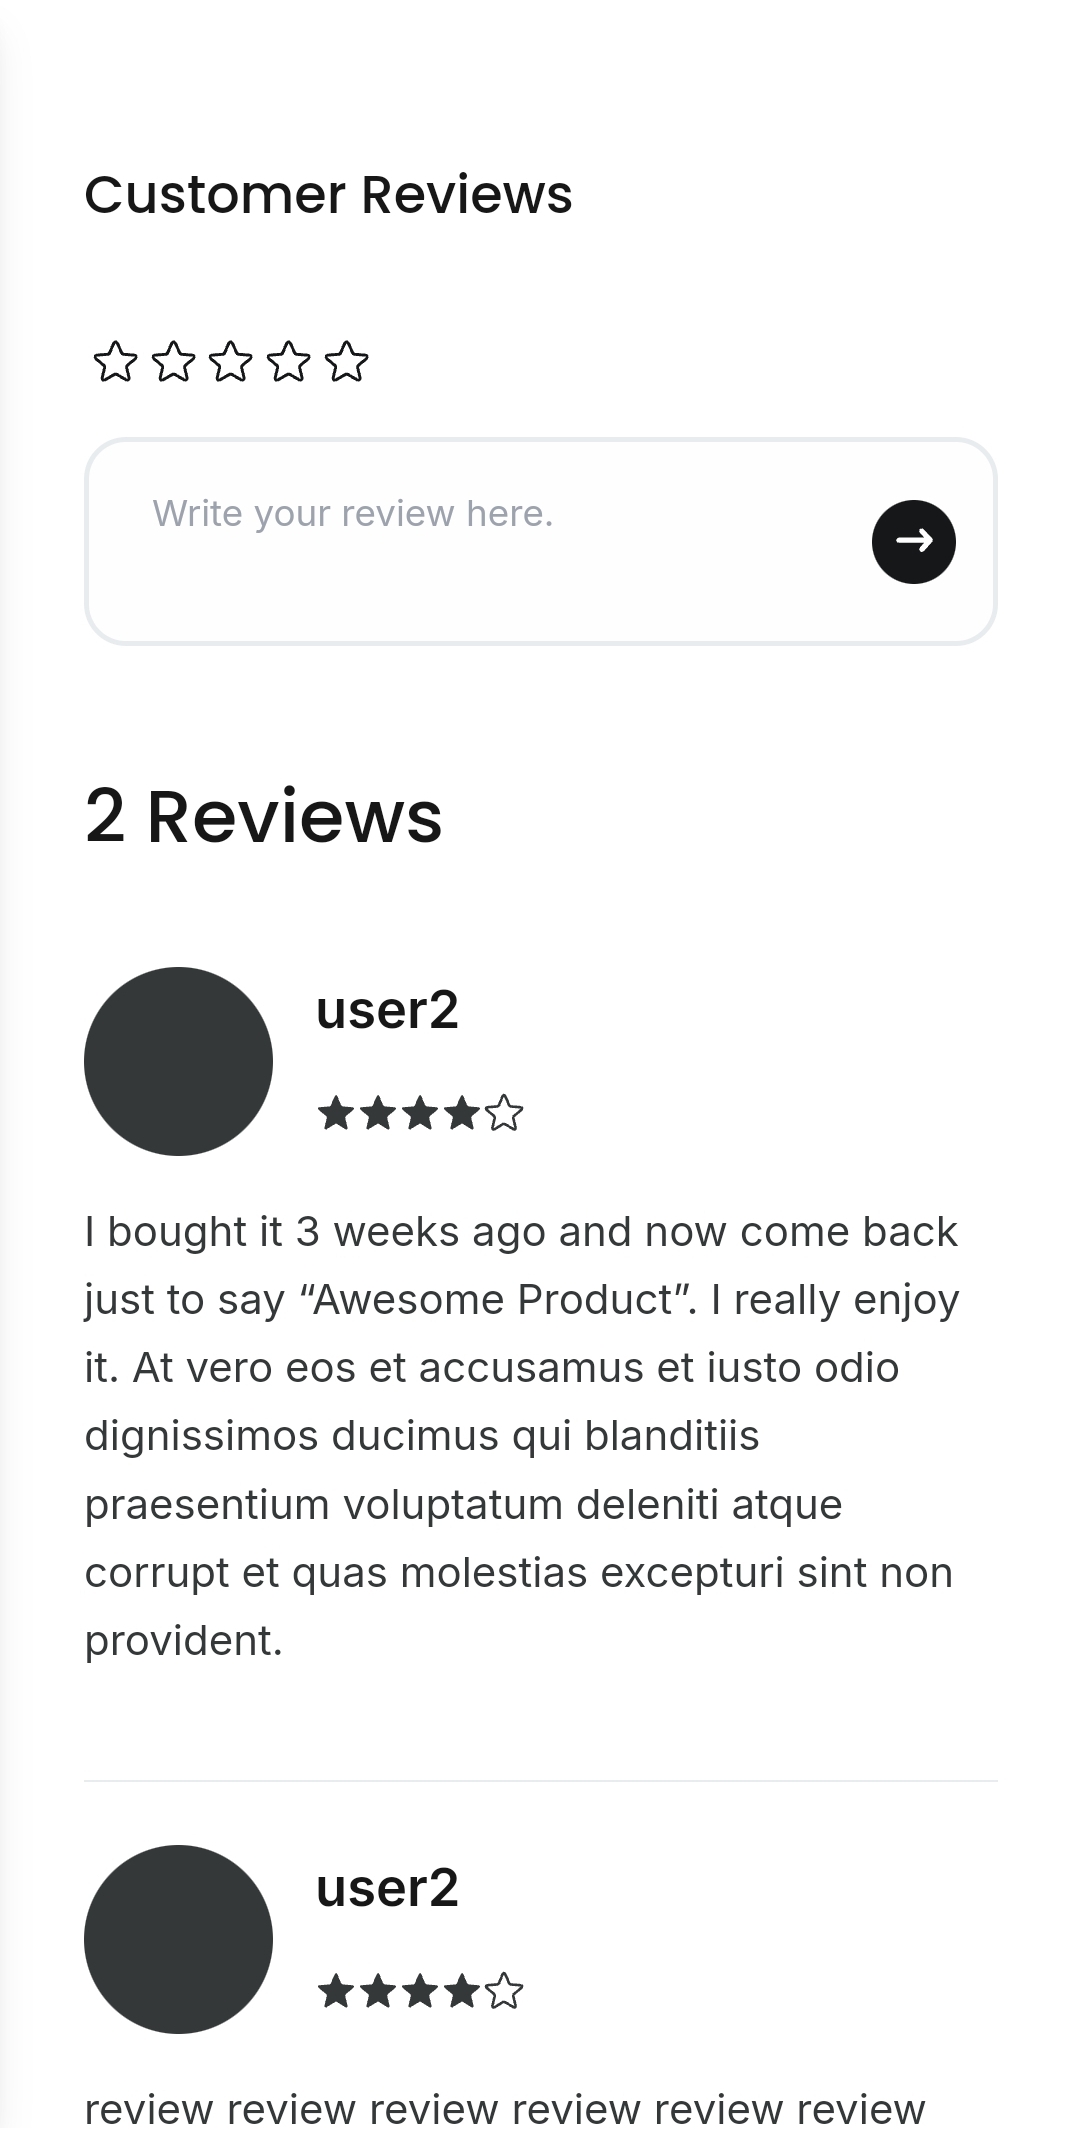 Customer Reviews
Write your review here.
2 Reviews
user2
I bought it 3 weeks ago and now come back
just to say “Awesome Product”. I really enjoy
it. At vero eos et accusamus et iusto odio
dignissimos ducimus qui blanditiis
praesentium voluptatum deleniti atque
corrupt et quas molestias excepturi sint non
provident.
user2
review review review review review review